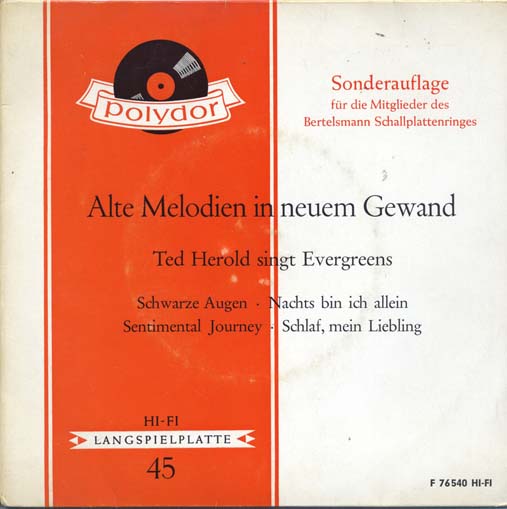 polydor
Sonderauflage
für die Mitglieder des
Bertelsmann Schallplattenringes
Alte Melodien in neuem Gewand
Ted Herold singt Evergreens
Schwarze Augen · Nachts bin ich allein
Sentimental Journey · Schlaf, mein Liebling
HI-FI
LANGSPIELPLATTE
45
F 76540 HI-FI